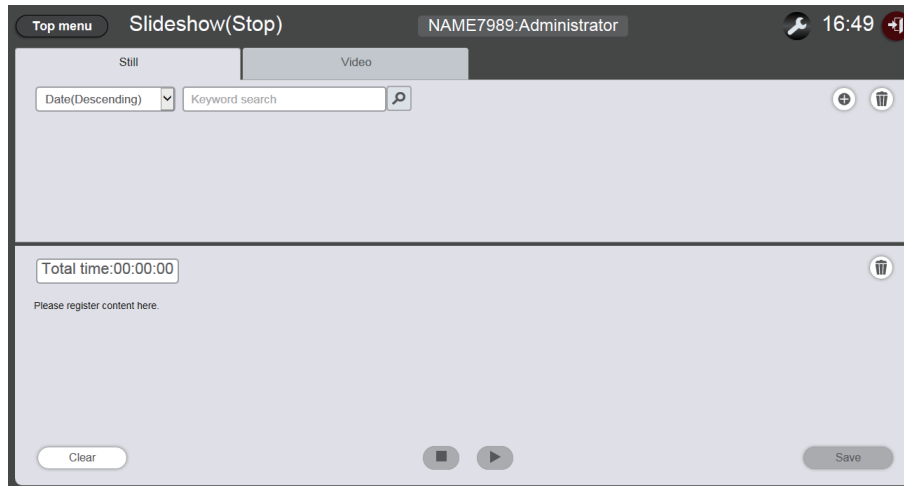 Top menu Slideshow(Stop) NAME7989:Administrator 16:49
Still Video
Date(Descending) Keyword search
Total time:00:00:00
Please register content here.
Clear Save